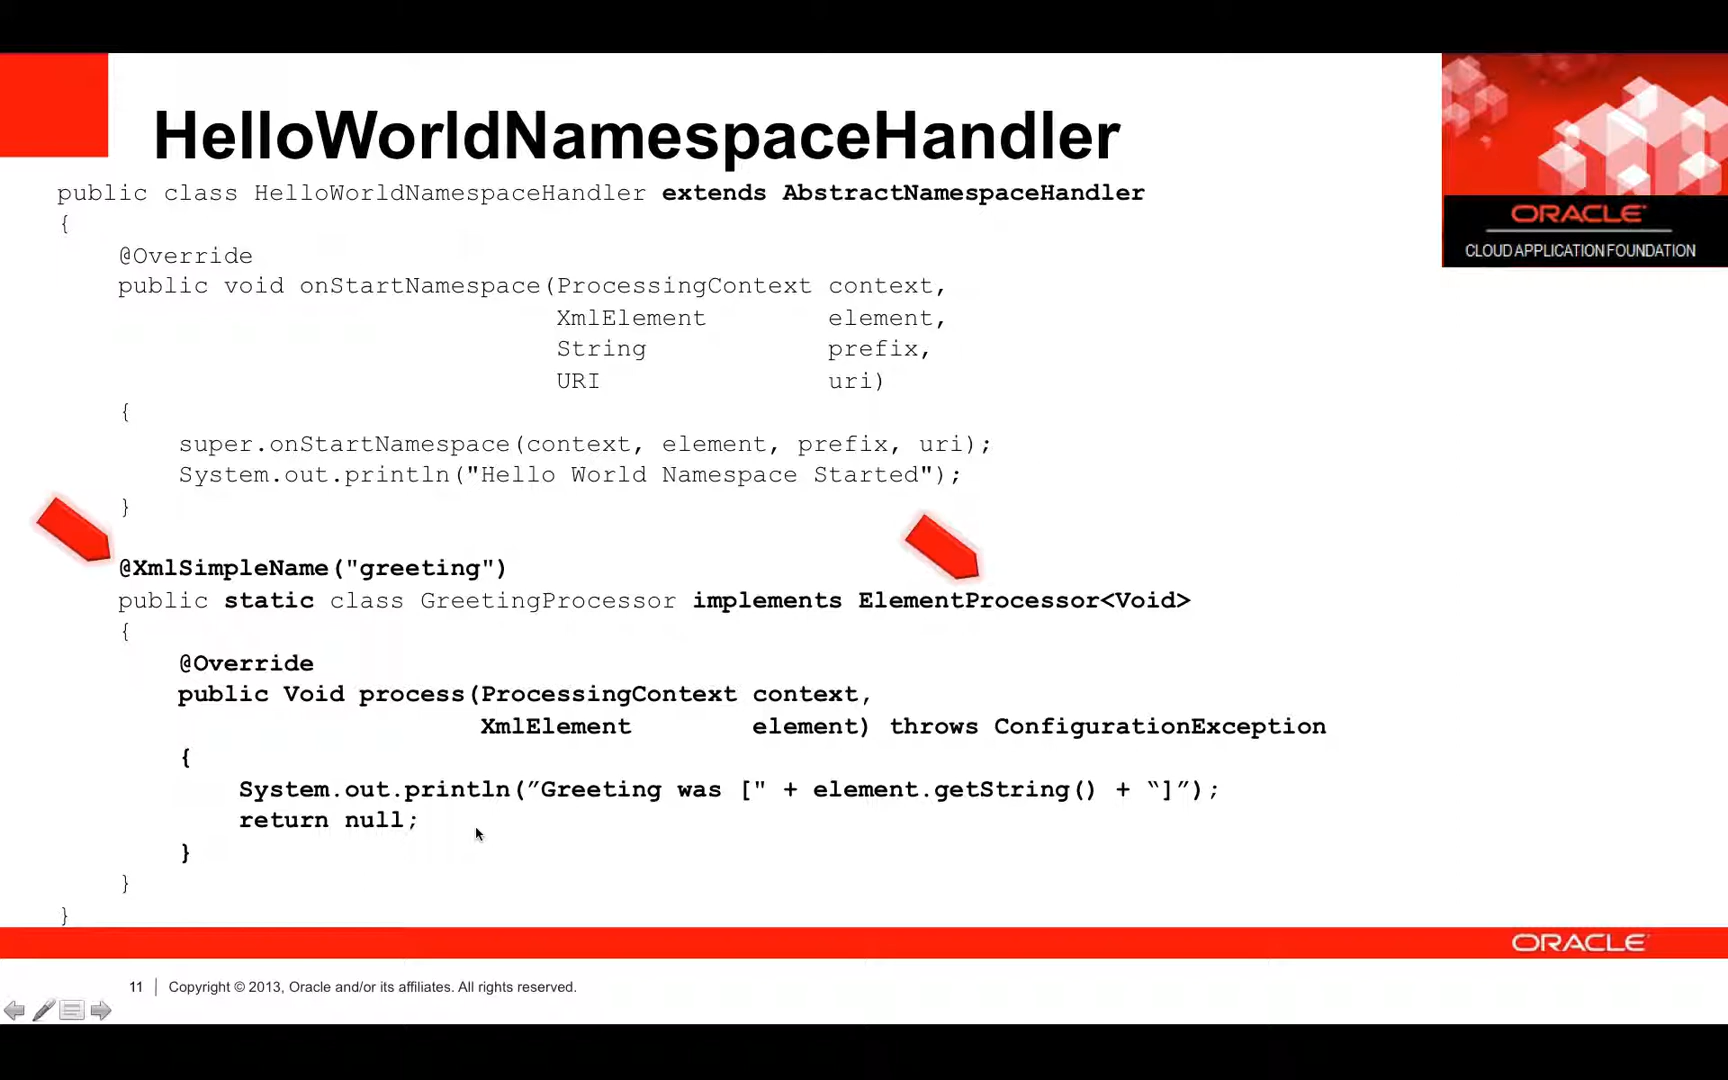 HelloWorldNamespaceHandler
ORACLE
CLOUD APPLICATION FOUNDATION
public class HelloWorldNamespaceHandler extends AbstractNamespaceHandler
{
@Override
public void onStartNamespace(ProcessingContext context,
XmlElement element,
String prefix,
URI uri)
{
super.onStartNamespace(context, element, prefix, uri);
System.out.println("Hello World Namespace Started");
}
@XmlSimpleName("greeting")
public static class GreetingProcessor implements ElementProcessor<Void>
{
@Override
public Void process(ProcessingContext context,
XmlElement element) throws ConfigurationException
{
System.out.println(”Greeting was [" + element.getString() + “]”);
return null;
}
}
}
ORACLE
11 | Copyright © 2013, Oracle and/or its affiliates. All rights reserved.